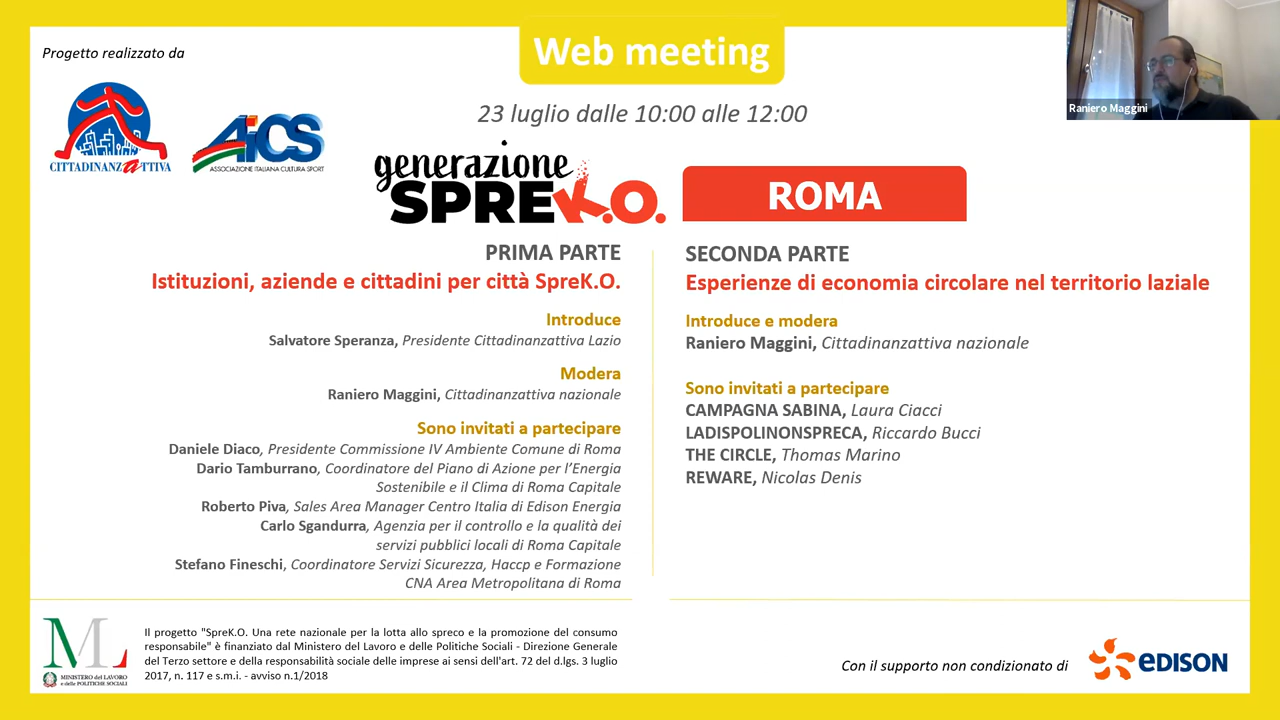 Progetto realizzato da
CITTADINANZATTIVA
AiCS
ASSOCIAZIONE ITALIANA CULTURA SPORT
Web meeting
23 luglio dalle 10:00 alle 12:00
generazione
SPREK.O.
ROMA
Raniero Maggini
PRIMA PARTE
Istituzioni, aziende e cittadini per città SpreK.O.
Introduce
Salvatore Speranza, Presidente Cittadinanzattiva Lazio
Modera
Raniero Maggini, Cittadinanzattiva nazionale
Sono invitati a partecipare
Daniele Diaco, Presidente Commissione IV Ambiente Comune di Roma
Dario Tamburrano, Coordinatore del Piano di Azione per l'Energia
Sostenibile e il Clima di Roma Capitale
Roberto Piva, Sales Area Manager Centro Italia di Edison Energia
Carlo Sgandurra, Agenzia per il controllo e la qualità dei
servizi pubblici locali di Roma Capitale
Stefano Fineschi, Coordinatore Servizi Sicurezza, Haccp e Formazione
CNA Area Metropolitana di Roma
SECONDA PARTE
Esperienze di economia circolare nel territorio laziale
Introduce e modera
Raniero Maggini, Cittadinanzattiva nazionale
Sono invitati a partecipare
CAMPAGNA SABINA, Laura Ciacci
LADISPOLINONSPRECA, Riccardo Bucci
THE CIRCLE, Thomas Marino
REWARE, Nicolas Denis
ML
MINISTERO del LAVORO
e delle POLITICHE SOCIALI
Il progetto "SpreK.O. Una rete nazionale per la lotta allo spreco e la promozione del consumo
responsabile" è finanziato dal Ministero del Lavoro e delle Politiche Sociali - Direzione Generale
del Terzo settore e della responsabilità sociale delle imprese ai sensi dell'art. 72 del d.lgs. 3 luglio
2017, n. 117 e s.m.i. - avviso n.1/2018
Con il supporto non condizionato di
EDISON